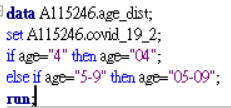 data A115246.age_dist;
set A115246.covid_19_2;
if age="4" then age="04";
else if age="5-9" then age="05-09";
run;